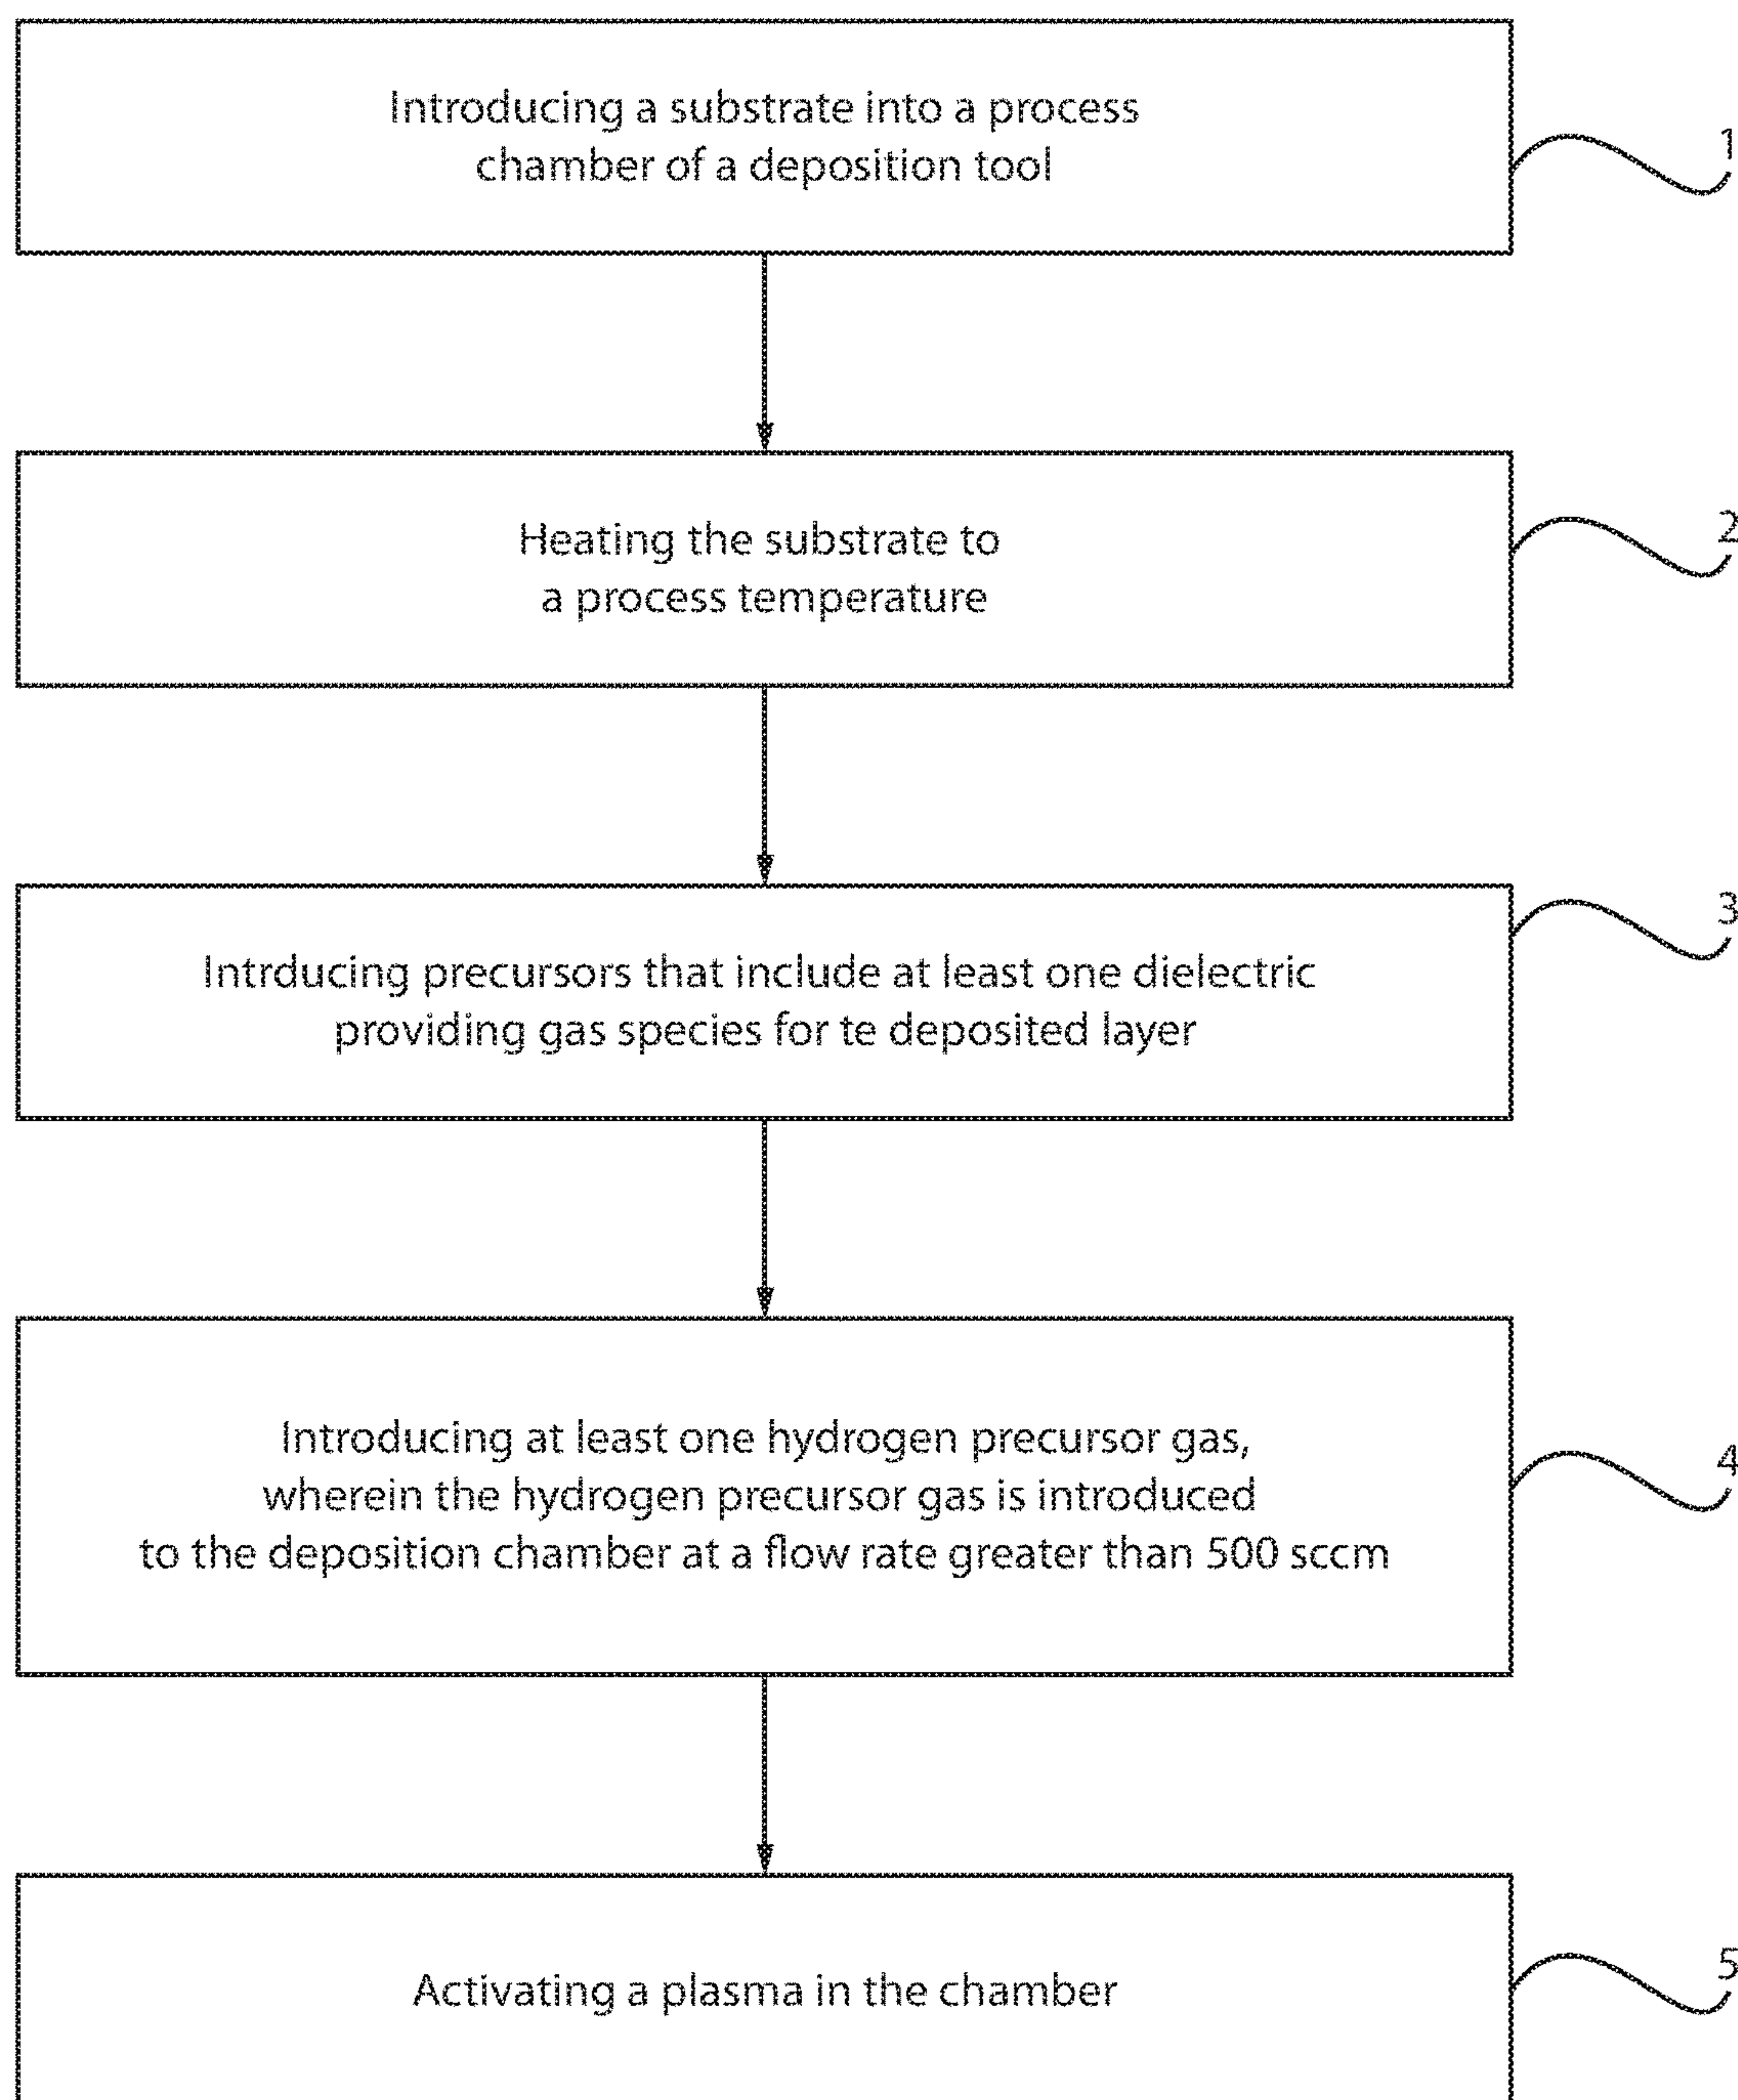 Introducing a substrate into a process
chamber of a deposition tool
1
Heating the substrate to
a process temperature
2
Intrducing precursors that include at least one dielectric
providing gas species for te deposited layer
3
Introducing at least one hydrogen precursor gas,
wherein the hydrogen precursor gas is introduced
to the deposition chamber at a flow rate greater than 500 sccm
4
Activating a plasma in the chamber
5